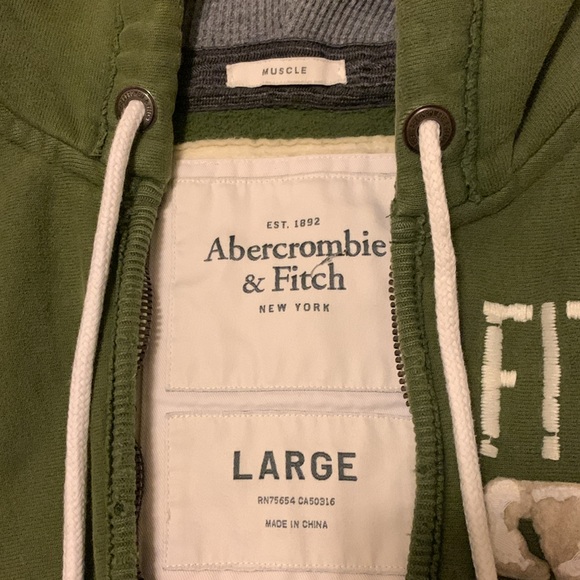 MUSCLE
EST. 1892
Abercrombie
& Fitch
NEW YORK
LARGE
RN75654 CA50316
MADE IN CHINA